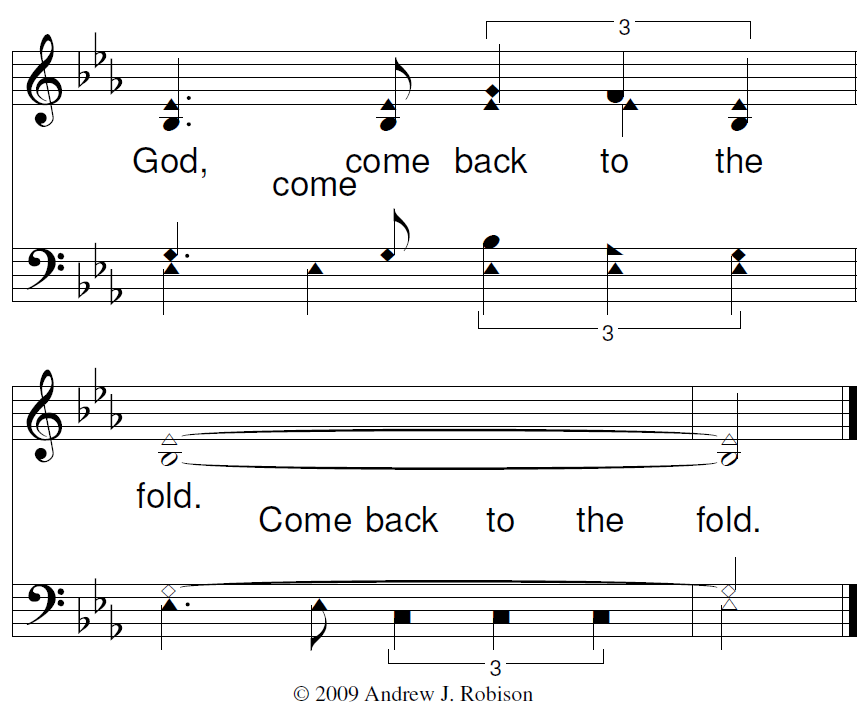 3
God, come back to the
come
3
fold.
Come back to the fold.
3
© 2009 Andrew J. Robison